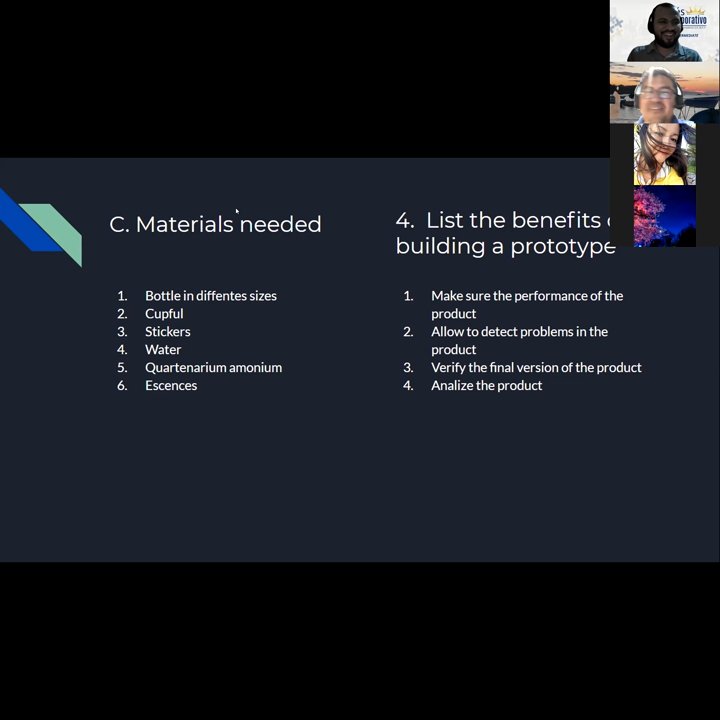 C. Materials needed
1. Bottle in diffentes sizes
2. Cupful
3. Stickers
4. Water
5. Quartenarium amonium
6. Escences
4. List the benefits
building a prototype
1. Make sure the performance of the
product
2. Allow to detect problems in the
product
3. Verify the final version of the product
4. Analize the product